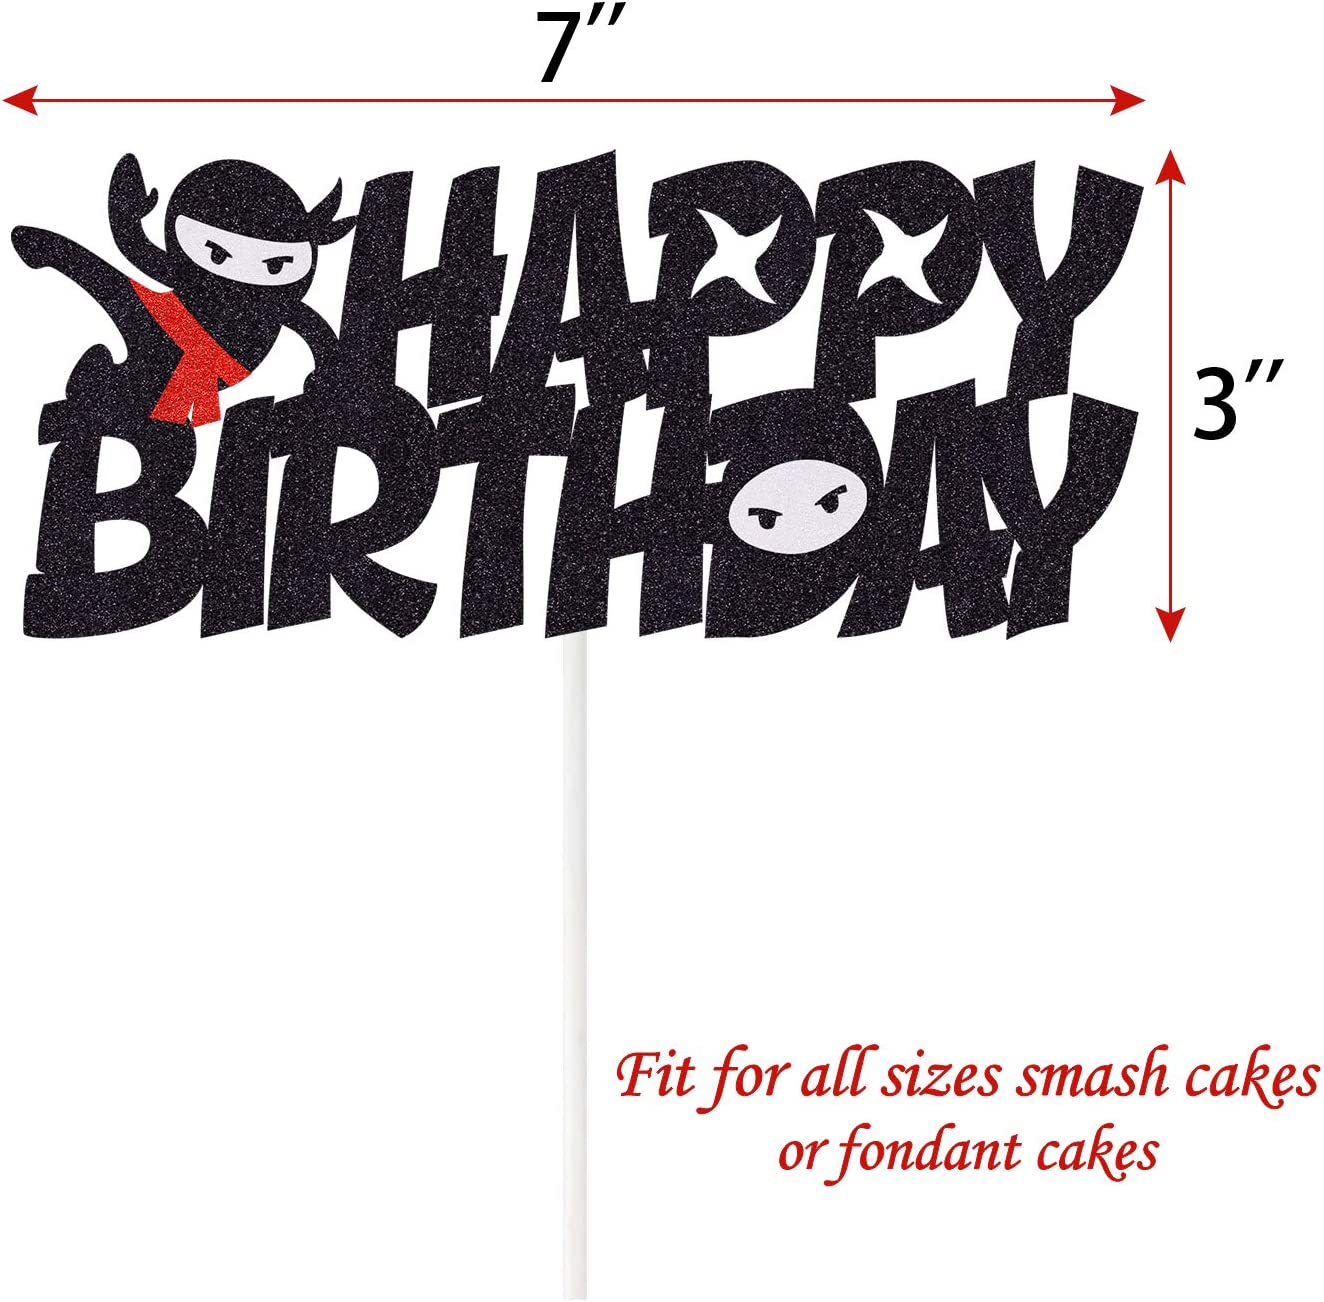 7″
HAPPY
BIRTHDAY
3″
Fit for all sizes smash cakes
or fondant cakes